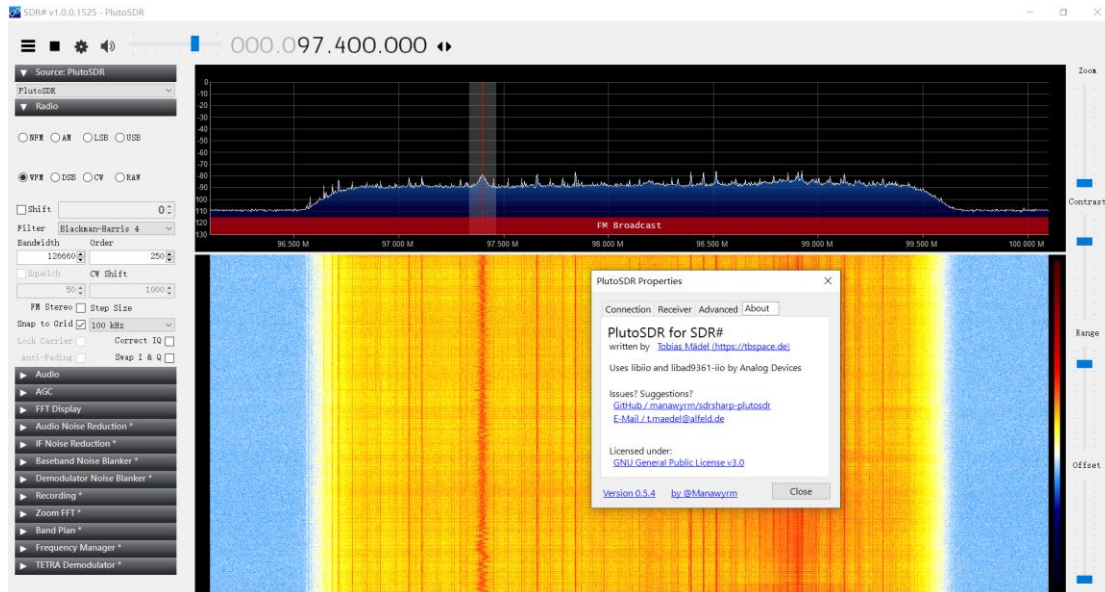 SDR# v1.0.0.1525 - PlutoSDR
000.097.400.000
Source: PlutoSDR
PlutoSDR
Radio
NFM AM LSB USB
WFM DSB CW RAW
Shift 0
Filter Blackman-Harris 4
Bandwidth Order
126660 250
Squelch CW Shift
50 1000
FM Stereo Step Size
Snap to Grid 100 kHz
Lock Carrier Correct IQ
Anti-Fading Swap I & Q
Audio
AGC
FFT Display
Audio Noise Reduction *
IF Noise Reduction *
Baseband Noise Blanker *
Demodulator Noise Blanker *
Recording *
Zoom FFT *
Band Plan *
Frequency Manager *
TETRA Demodulator *
0
-10
-20
-30
-40
-50
-60
-70
-80
-90
100
110
120
130
FM Broadcast
96.500 M 97.000 M 97.500 M 98.000 M 98.500 M 99.000 M 99.500 M 100.000 M
PlutoSDR Properties
Connection Receiver Advanced About
PlutoSDR for SDR#
written by Tobias Mädel (https://tbspace.de)
Uses libiio and libad9361-iio by Analog Devices
Issues? Suggestions?
GitHub / manawyrm/sdrsharp-plutosdr
E-Mail / t.maedel@alfeld.de
Licensed under:
GNU General Public License v3.0
Version 0.5.4 by @Manawyrm
Close
Zoom
Contrast
Range
Offset